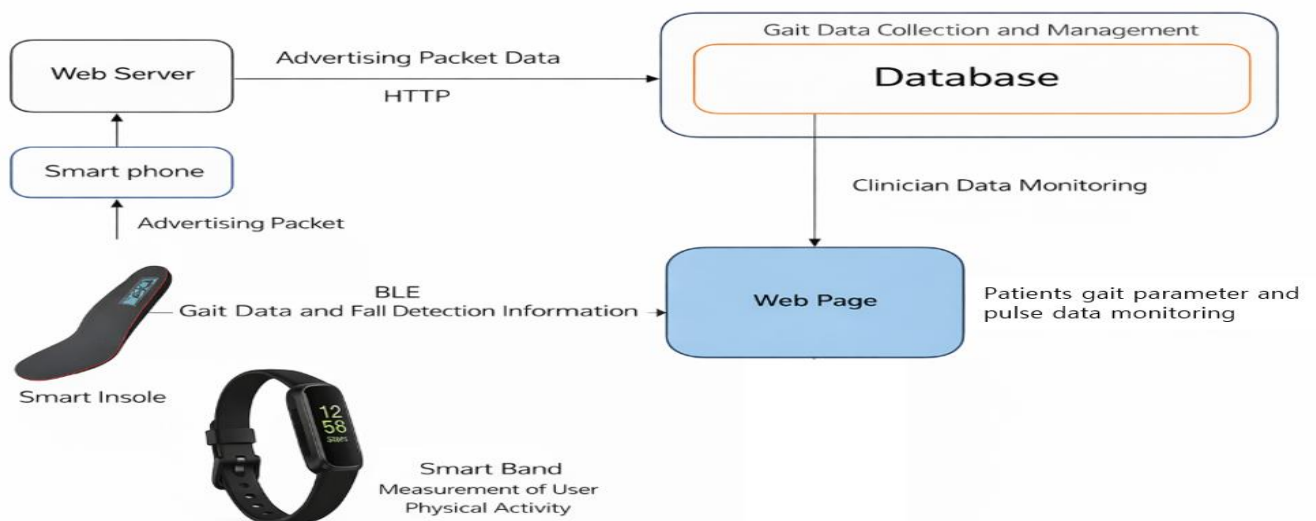 Gait Data Collection and Management
Database
Web Server
Advertising Packet Data
HTTP
Smart phone
Advertising Packet
Clinician Data Monitoring
BLE
Gait Data and Fall Detection Information
Web Page
Patients gait parameter and
pulse data monitoring
Smart Insole
12
58
Smart Band
Measurement of User
Physical Activity